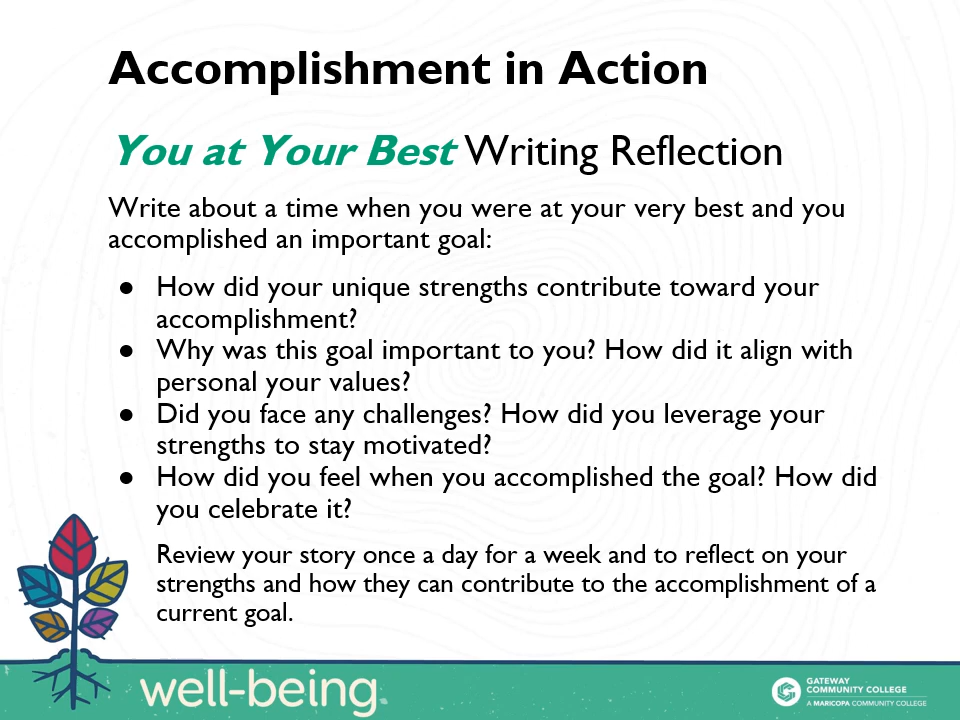 Accomplishment in Action
You at Your Best Writing Reflection
Write about a time when you were at your very best and you
accomplished an important goal:
● How did your unique strengths contribute toward your
accomplishment?
● Why was this goal important to you? How did it align with
personal your values?
● Did you face any challenges? How did you leverage your
strengths to stay motivated?
● How did you feel when you accomplished the goal? How did
you celebrate it?
Review your story once a day for a week and to reflect on your
strengths and how they can contribute to the accomplishment of a
current goal.
well-being
GATEWAY
COMMUNITY COLLEGE
A MARICOPA COMMUNITY COLLEGE